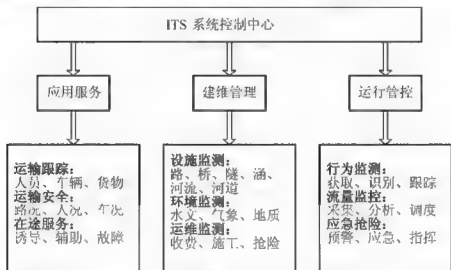 ITS 系统控制中心
应用服务
建维管理
运行管控
运输跟踪：
人员、车辆、货物
运输安全：
路况、人况、车况
在途服务：
诱导、辅助、故障
设施监测：
路、桥、隧、涵、
河流、河道
环境监测：
水文、气象、地质
运维监测：
收费、施工、抢险
行为监测：
获取、识别、跟踪
流量监控：
采集、分析、调度
应急抢险：
预警、应急、指挥